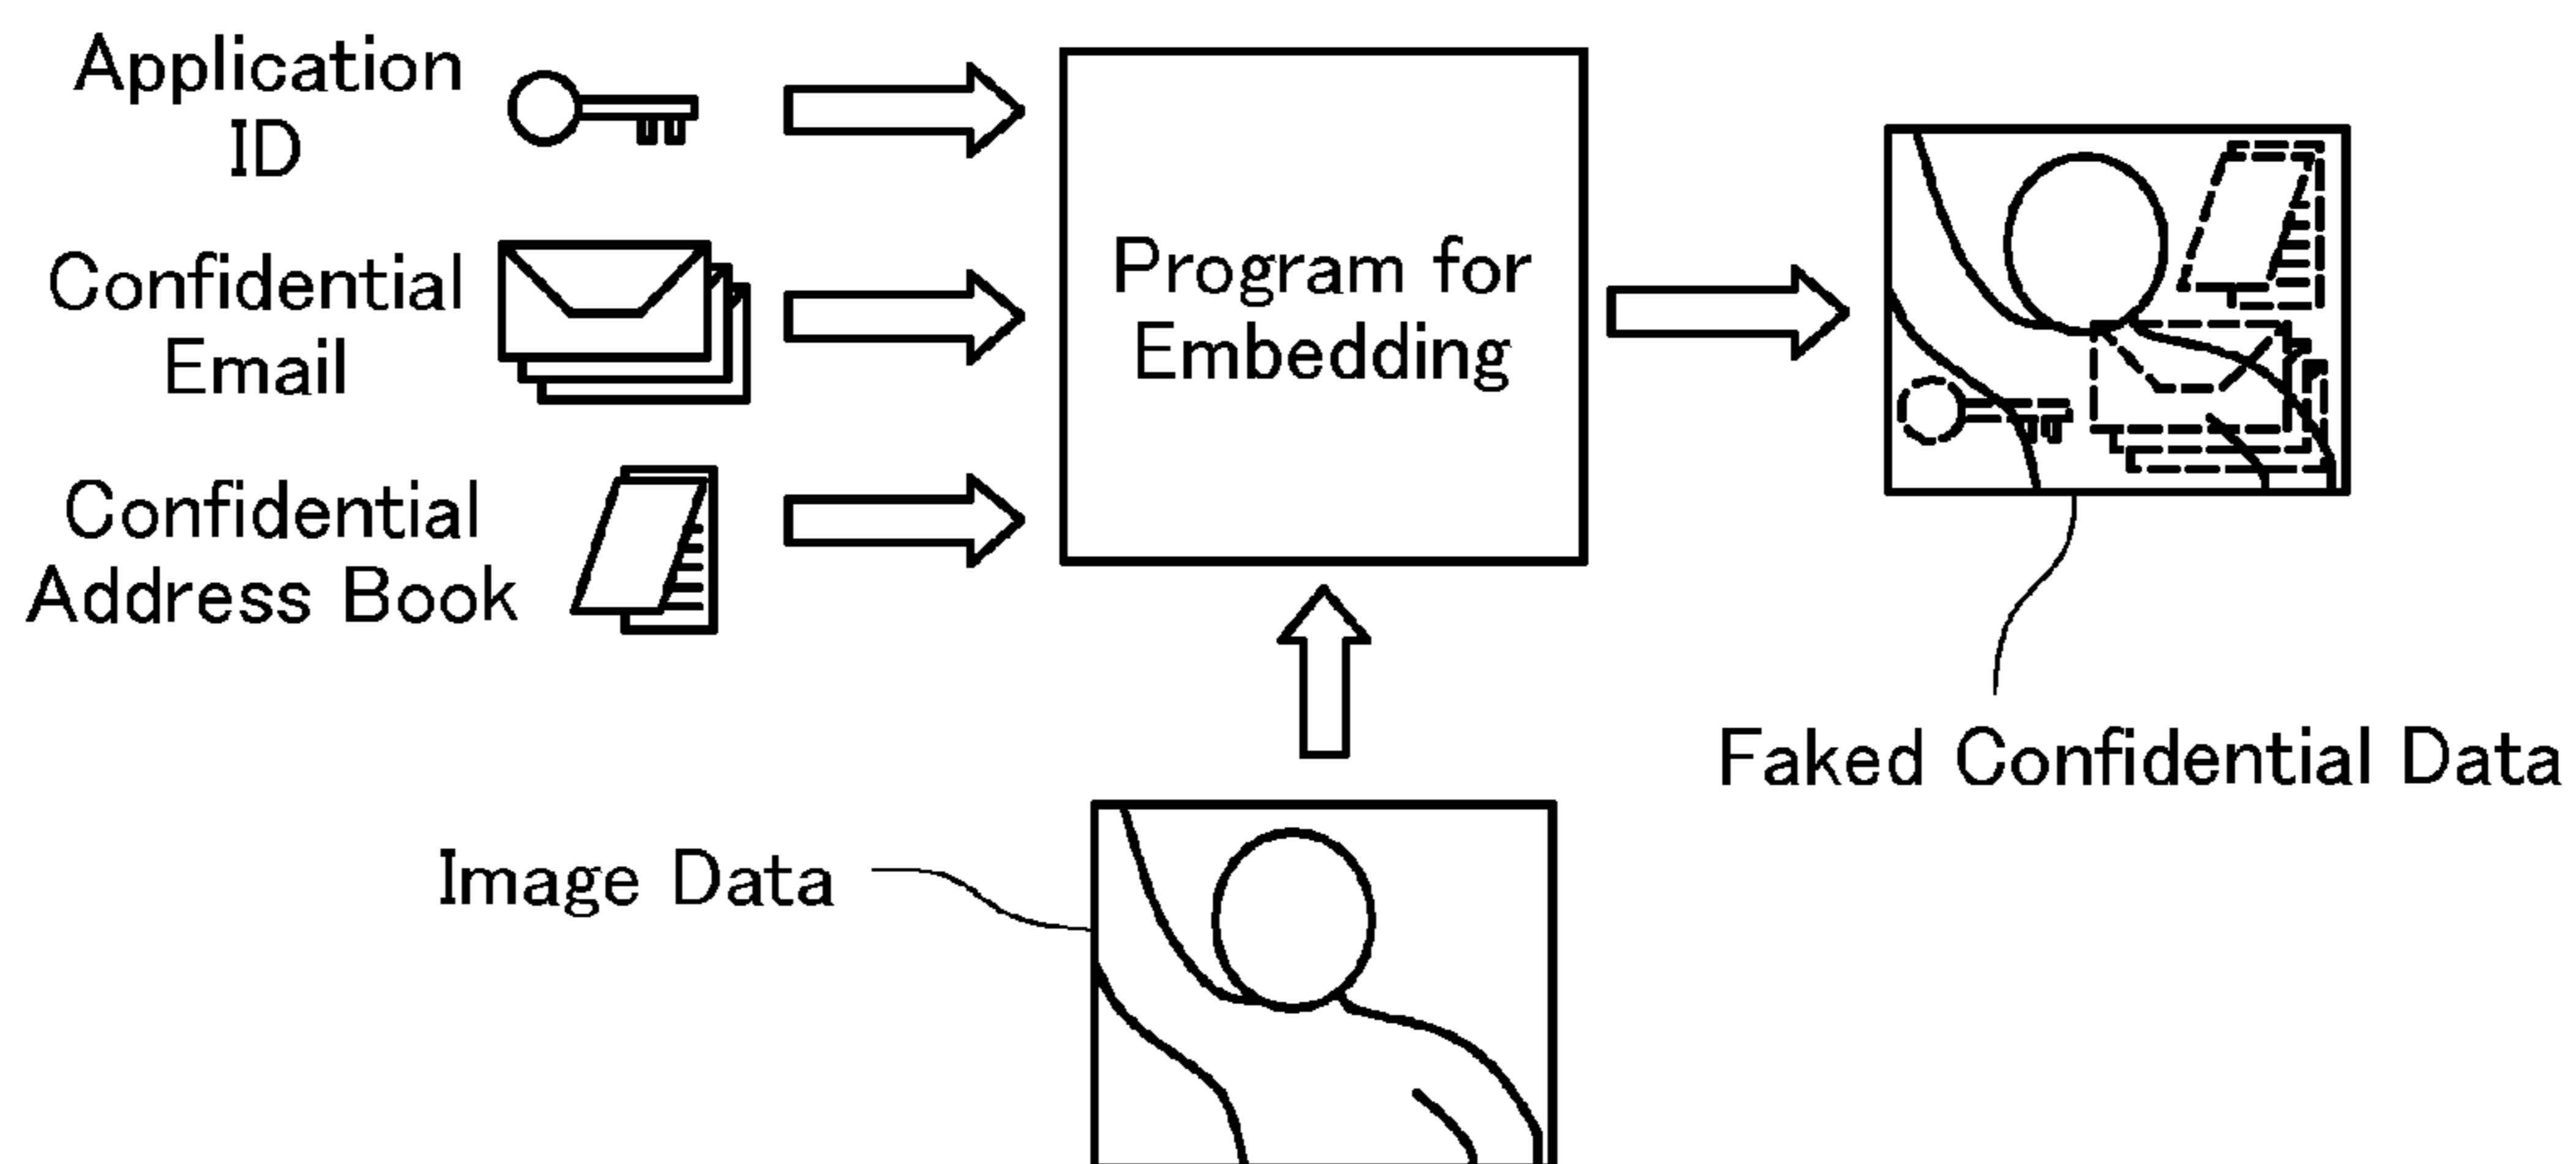 Application
ID
Confidential
Email
Confidential
Address Book
Program for
Embedding
Faked Confidential Data
Image Data